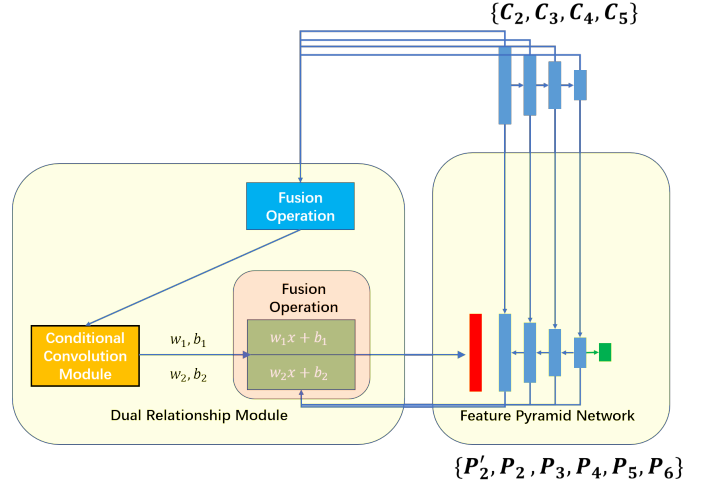 {C₂, C₃, C₄, C₅}
Fusion
Operation
Fusion
Operation
Conditional
Convolution
Module
w₁, b₁
w₂, b₂
w₁x + b₁
w₂x + b₂
Dual Relationship Module
Feature Pyramid Network
{P₂′, P₂, P₃, P₄, P₅, P₆}